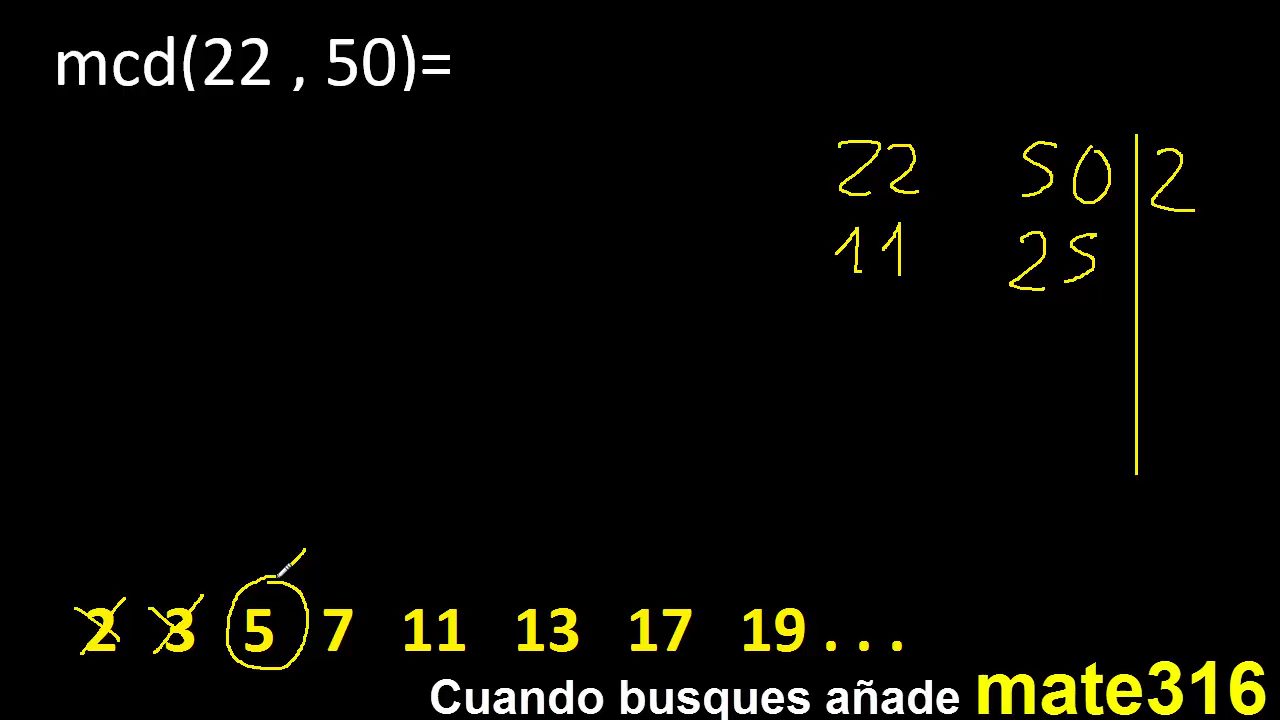 mcd(22 , 50)=
22 50 2
11 25
2 3 5 7 11 13 17 19 . . .
Cuando busques añade mate316